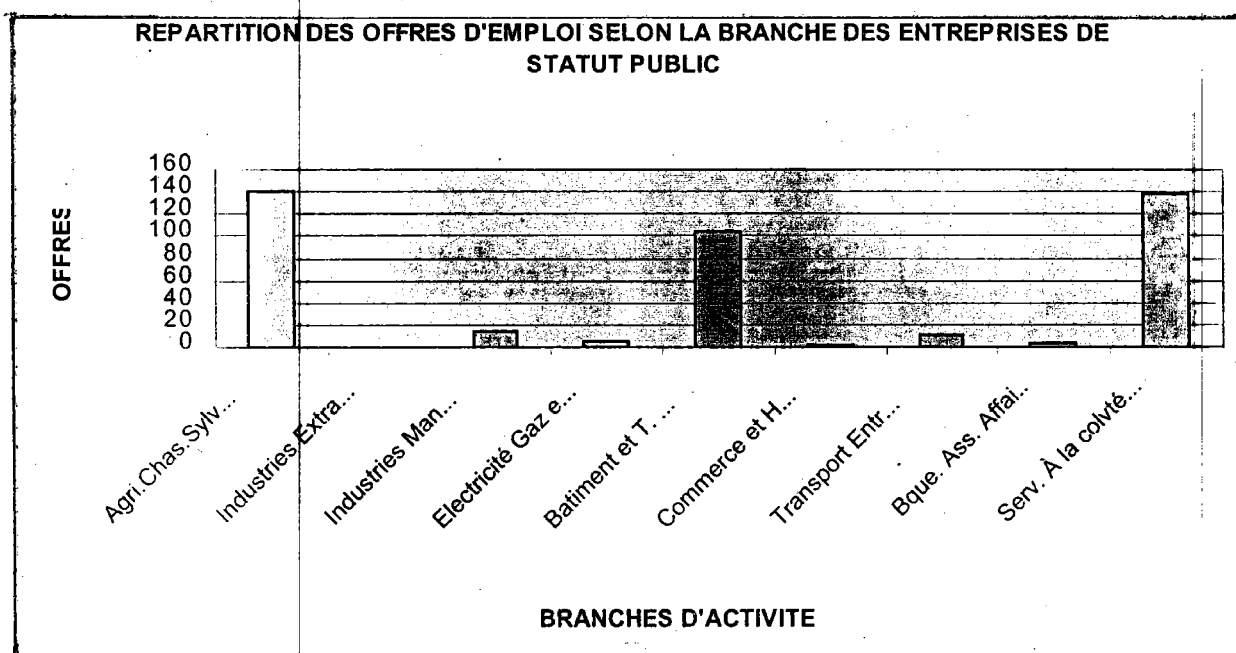 REPARTITION DES OFFRES D'EMPLOI SELON LA BRANCHE DES ENTREPRISES DE
STATUT PUBLIC
OFFRES
160
140
120
100
80
60
40
20
0
Agri.Chas.Sylv...
Industries.Extra...
Industries Man...
Electricité Gaz e...
Batiment et T. ...
Commerce et H...
Transport Entr...
Bque. Ass. Affai..
Serv. À la colvté...
BRANCHES D'ACTIVITE